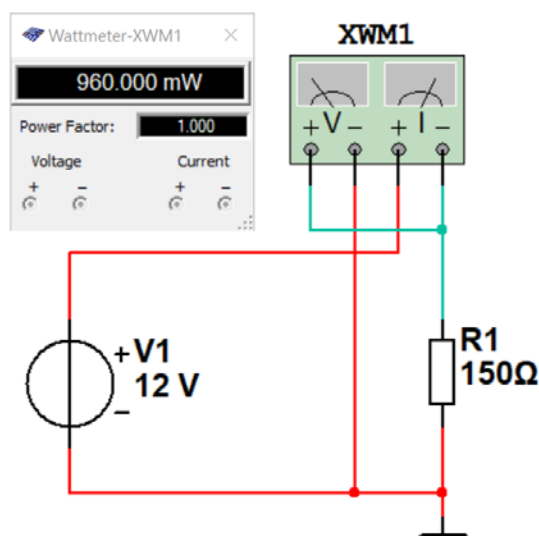 Wattmeter-XWM1
960.000 mW
Power Factor: 1.000
Voltage Current
+ - + -
XWM1
+ V - + I -
+ V1
12 V
-
R1
150Ω